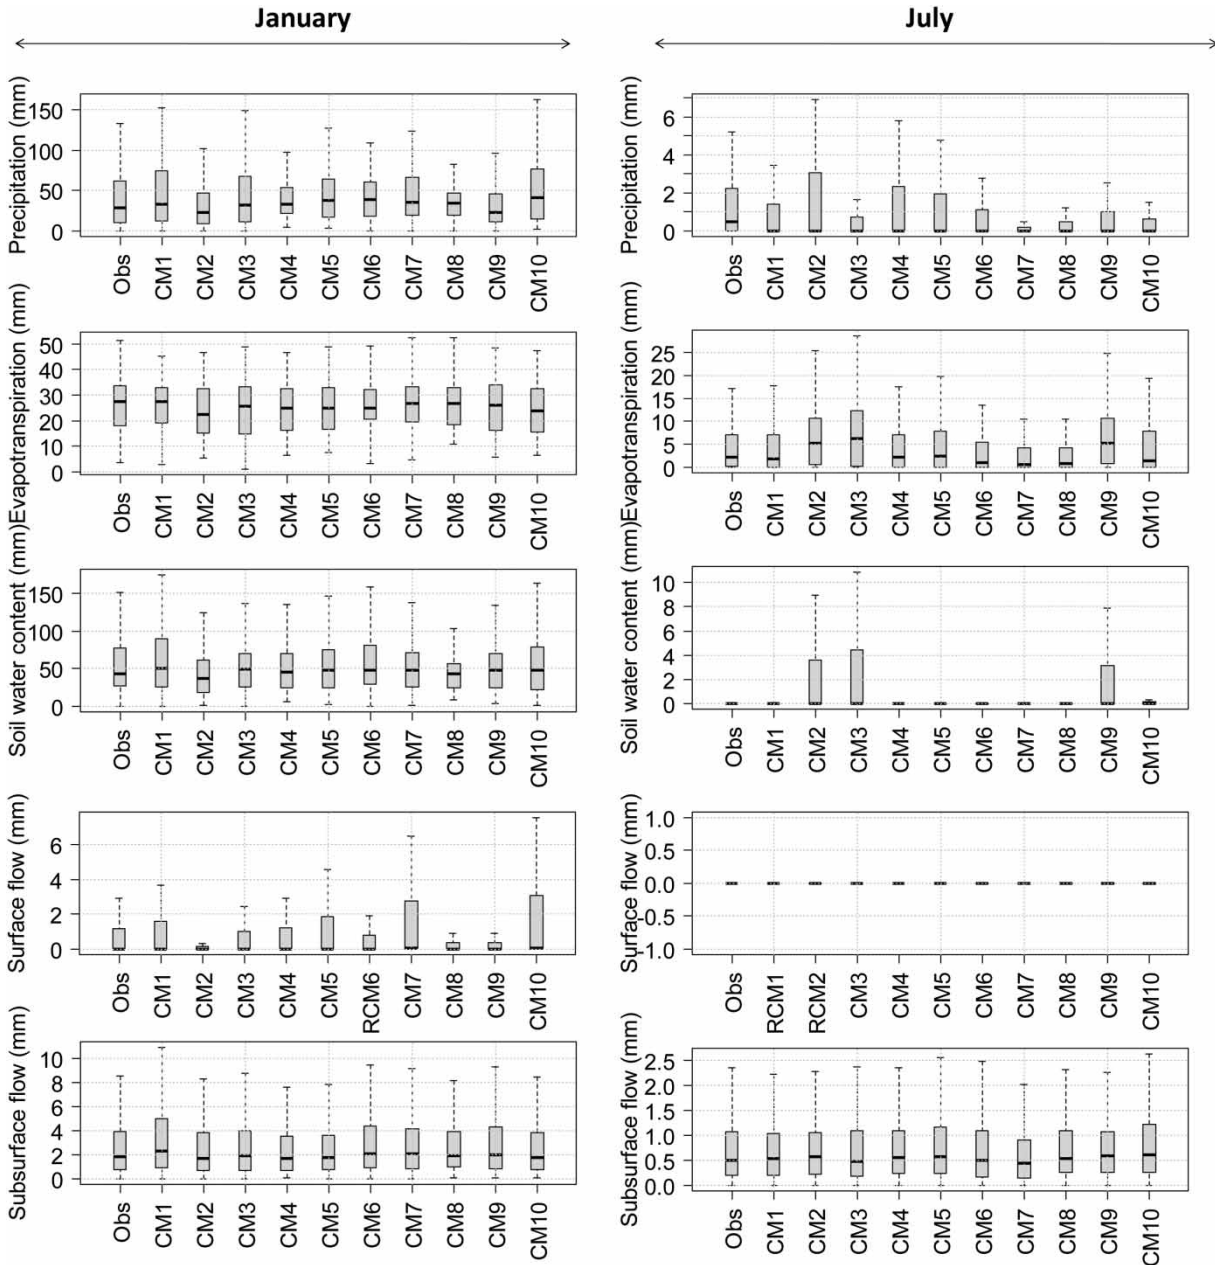 January
July
Precipitation (mm)
150
100
50
0
Obs CM1 CM2 CM3 CM4 CM5 CM6 CM7 CM8 CM9 CM10
Precipitation (mm)
6
4
2
0
Obs CM1 CM2 CM3 CM4 CM5 CM6 CM7 CM8 CM9 CM10
Evapotranspiration (mm)
50
40
30
20
10
0
Obs CM1 CM2 CM3 CM4 CM5 CM6 CM7 CM8 CM9 CM10
Evapotranspiration (mm)
25
20
15
10
5
0
Obs CM1 CM2 CM3 CM4 CM5 CM6 CM7 CM8 CM9 CM10
Soil water content (mm)
150
100
50
0
Obs CM1 CM2 CM3 CM4 CM5 CM6 CM7 CM8 CM9 CM10
Soil water content (mm)
10
8
6
4
2
0
Obs CM1 CM2 CM3 CM4 CM5 CM6 CM7 CM8 CM9 CM10
Surface flow (mm)
6
4
2
0
Obs CM1 CM2 CM3 CM4 CM5 RCM6 CM7 CM8 CM9 CM10
Surface flow (mm)
1.0
0.5
0.0
-0.5
-1.0
Obs RCM1 RCM2 CM3 CM4 CM5 CM6 CM7 CM8 CM9 CM10
Subsurface flow (mm)
10
8
6
4
2
0
Obs CM1 CM2 CM3 CM4 CM5 CM6 CM7 CM8 CM9 CM10
Subsurface flow (mm)
2.5
2.0
1.5
1.0
0.5
0.0
Obs CM1 CM2 CM3 CM4 CM5 CM6 CM7 CM8 CM9 CM10